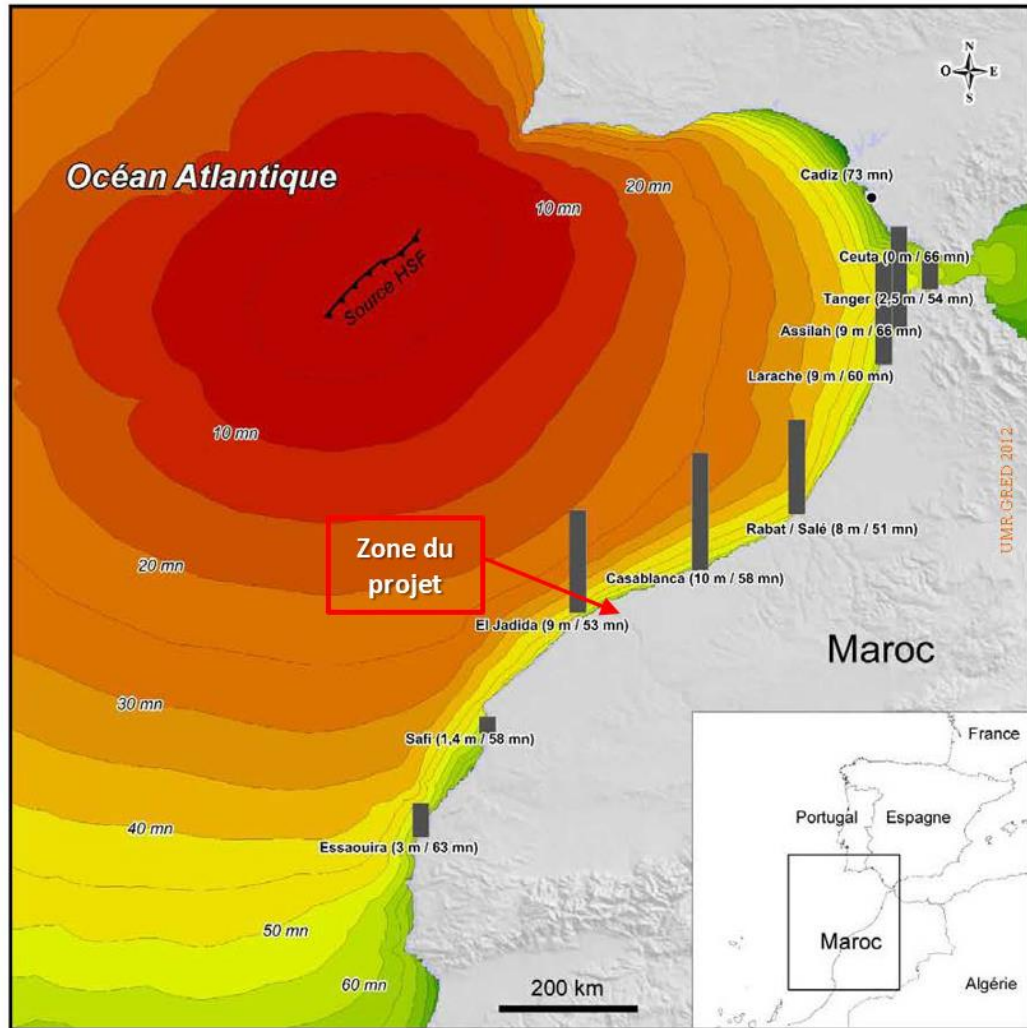 N
O E
S
Océan Atlantique
Cadiz (73 mn)
20 mn
10 mn
Ceuta (0 m / 66 mn)
Source HSF
Tanger (2,5 m / 54 mn)
Assilah (9 m / 66 mn)
Larache (9 m / 60 mn)
10 mn
UMR GRED 2012
Rabat / Salé (8 m / 51 mn)
20 mn
Zone du
projet
Casablanca (10 m / 58 mn)
El Jadida (9 m / 53 mn)
Maroc
30 mn
Safi (1,4 m / 58 mn)
France
40 mn
Portugal
Espagne
Essaouira (3 m / 63 mn)
50 mn
Maroc
60 mn
200 km
Algérie